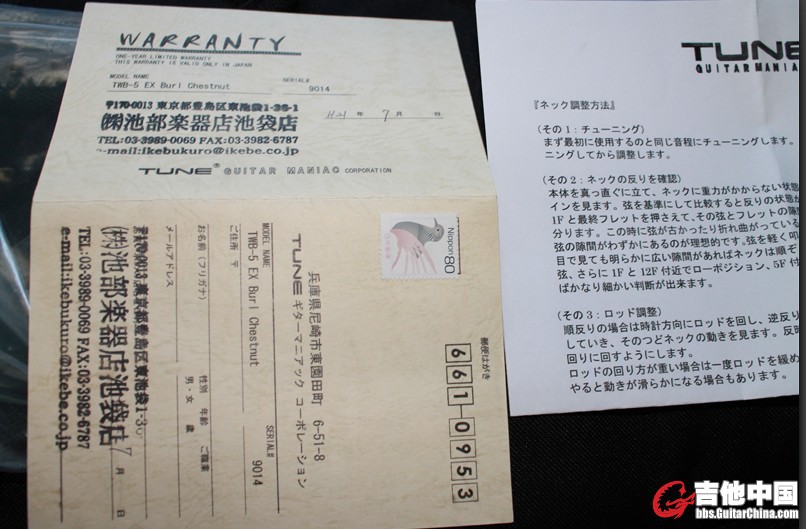 WARRANTY
ONE-YEAR LIMITED WARRANTY
THIS WARRANTY IS VALID ONLY IN JAPAN
MODEL NAME
SERIAL#
TWB-5 EX Burl Chestnut
9014
〒170-0013 東京都豊島区東池袋1-36-1
㈱池部楽器店池袋店
TEL:03-3989-0069 FAX:03-3982-6787
e-mail:ikebukuro@ikebe.co.jp
H21 年 7 月 日
TUNE® GUITAR MANIAC CORPORATION
郵便はがき
6610953
Nippon 80
兵庫県尼崎市東園田町 6-51-8
TUNE ギターマニアック コーポレーション
MODEL NAME
SERIAL#
TWB-5 EX Burl Chestnut
9014
ご住所 〒
お名前(フリガナ)
性別 年齢 ご職業
男・女 歳
メールアドレス
〒170-0013 東京都豊島区東池袋1-36
㈱池部楽器店池袋店
7 月 日
TEL:03-3989-0069 FAX:03-3982-6787
e-mail:ikebukuro@ikebe.co.jp
TUNE
GUITAR MANIAC
『ネック調整方法』
(その1:チューニング)
まず最初に使用するのと同じ音程にチューニングします。
ニングしてから調整します。
(その2:ネックの反りを確認)
本体を真っ直ぐに立て、ネックに重力がかからない状態
インを見ます。弦を基準にして比較すると反りの状態が
1Fと最終フレットを押さえて、その弦とフレットの隙
分ります。この時に弦が古かったり折れ曲がっている
弦の隙間がわずかにあるのが理想的です。弦を軽く叩
目で見ても明らかに広い隙間があればネックは順ぞ
弦、さらに1Fと12F付近でローポジション、5F付
ばかなり細かい判断が出来ます。
(その3:ロッド調整)
順反りの場合は時計方向にロッドを回し、逆反り
していき、そのつどネックの動きを見ます。反時
回りに回すようにします。
ロッドの回り方が重い場合は一度ロッドを緩め
やると動きが滑らかになる場合もあります。
吉他中国
bbs.GuitarChina.com